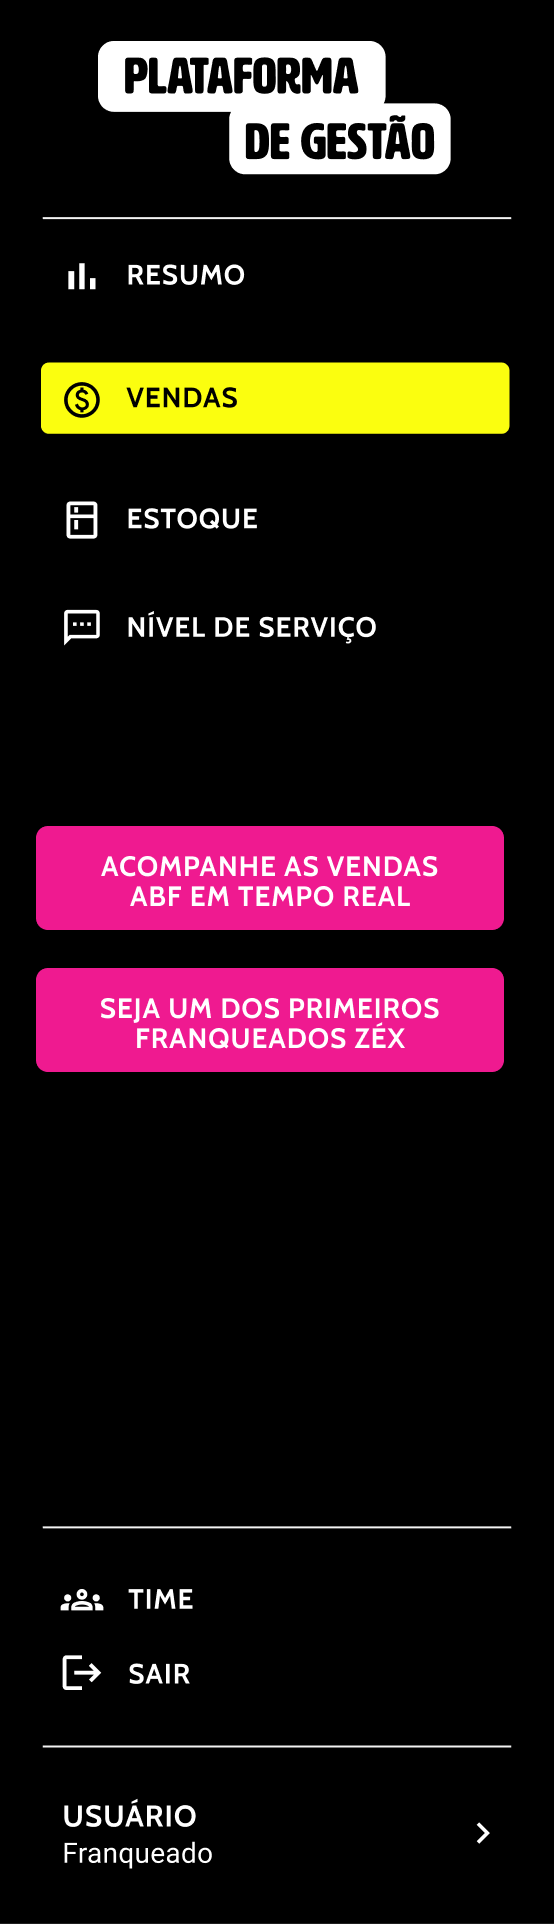 PLATAFORMA
DE GESTÃO
RESUMO
VENDAS
ESTOQUE
NÍVEL DE SERVIÇO
ACOMPANHE AS VENDAS
ABF EM TEMPO REAL
SEJA UM DOS PRIMEIROS
FRANQUEADOS ZÉX
TIME
SAIR
USUÁRIO
Franqueado